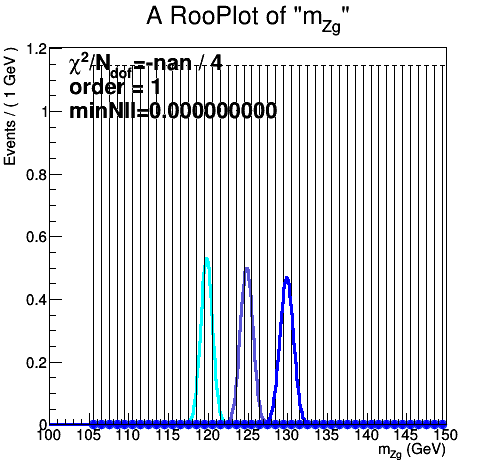 A RooPlot of "m_Zg"
χ²/N_dof=-nan / 4
order = 1
minNll=0.000000000
Events / ( 1 GeV )
1.2
1
0.8
0.6
0.4
0.2
0
100 105 110 115 120 125 130 135 140 145 150
m_Zg (GeV)